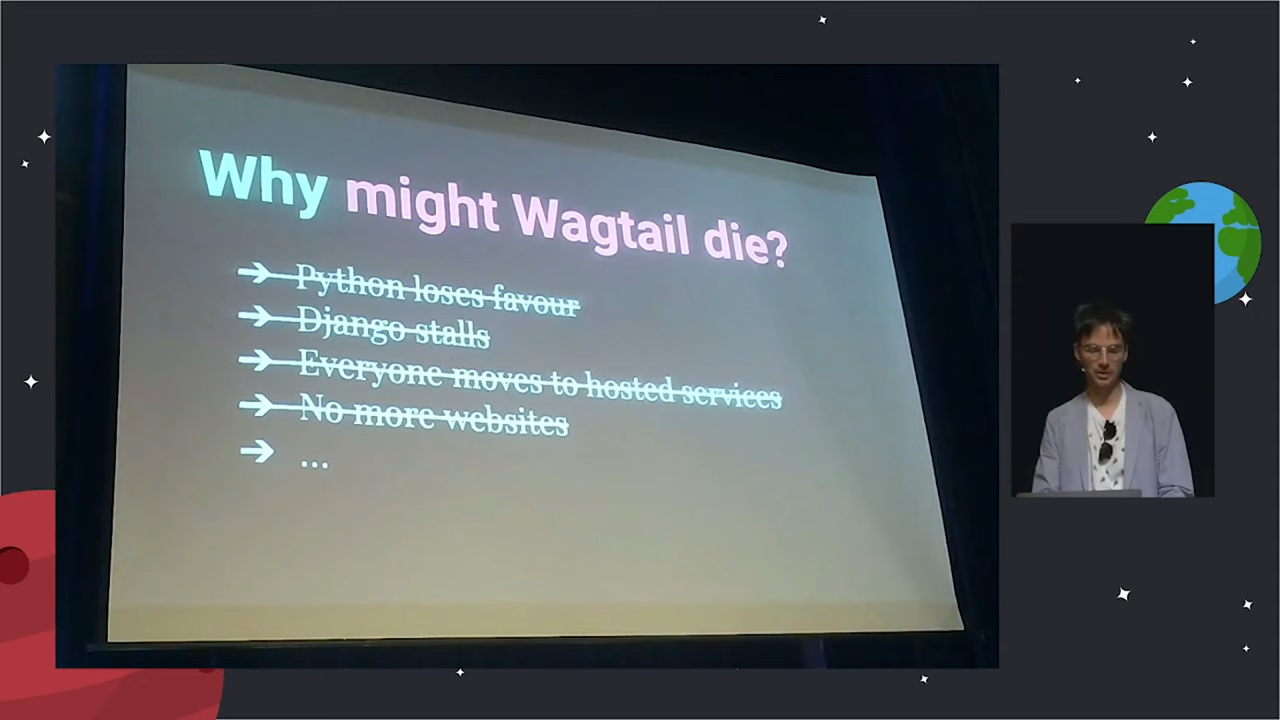 Why might Wagtail die?
➔ Python loses favour
➔ Django stalls
➔ Everyone moves to hosted services
➔ No more websites
➔ ...